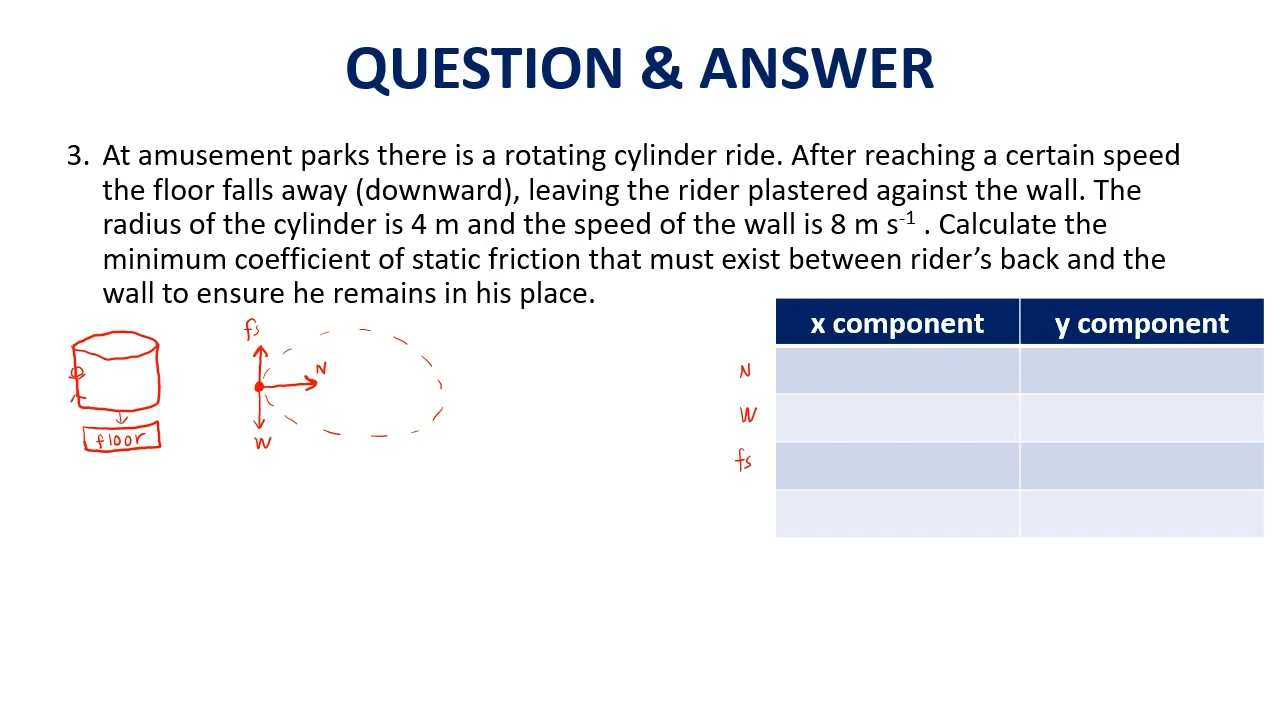 QUESTION & ANSWER
3. At amusement parks there is a rotating cylinder ride. After reaching a certain speed
the floor falls away (downward), leaving the rider plastered against the wall. The
radius of the cylinder is 4 m and the speed of the wall is 8 m s⁻¹ . Calculate the
minimum coefficient of static friction that must exist between rider’s back and the
wall to ensure he remains in his place.
x component y component
fs
N
W
floor
N
W
fs